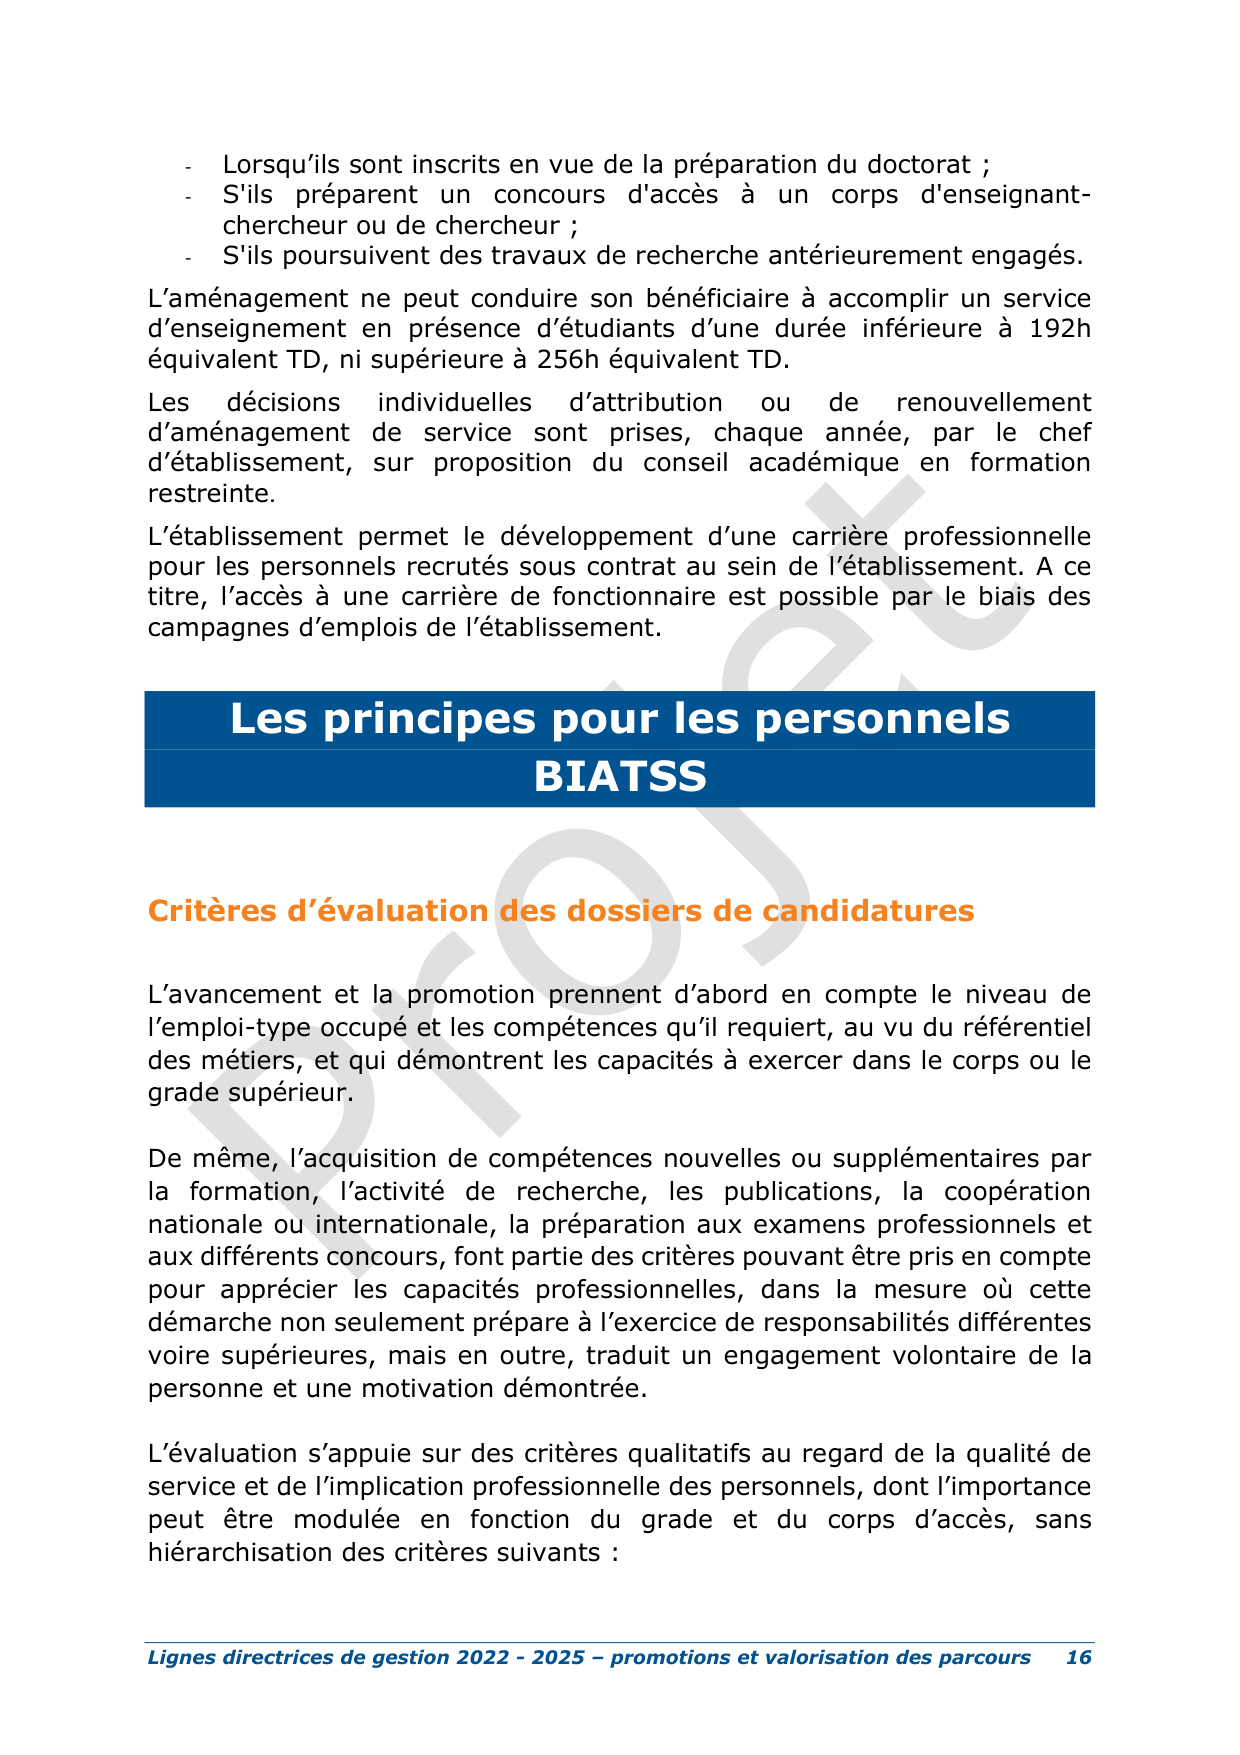 - Lorsqu’ils sont inscrits en vue de la préparation du doctorat ;
- S'ils préparent un concours d'accès à un corps d'enseignant-
chercheur ou de chercheur ;
- S'ils poursuivent des travaux de recherche antérieurement engagés.
L’aménagement ne peut conduire son bénéficiaire à accomplir un service
d’enseignement en présence d’étudiants d’une durée inférieure à 192h
équivalent TD, ni supérieure à 256h équivalent TD.
Les décisions individuelles d’attribution ou de renouvellement
d’aménagement de service sont prises, chaque année, par le chef
d’établissement, sur proposition du conseil académique en formation
restreinte.
L’établissement permet le développement d’une carrière professionnelle
pour les personnels recrutés sous contrat au sein de l’établissement. A ce
titre, l’accès à une carrière de fonctionnaire est possible par le biais des
campagnes d’emplois de l’établissement.
Les principes pour les personnels
BIATSS
Critères d’évaluation des dossiers de candidatures
L’avancement et la promotion prennent d’abord en compte le niveau de
l’emploi-type occupé et les compétences qu’il requiert, au vu du référentiel
des métiers, et qui démontrent les capacités à exercer dans le corps ou le
grade supérieur.
De même, l’acquisition de compétences nouvelles ou supplémentaires par
la formation, l’activité de recherche, les publications, la coopération
nationale ou internationale, la préparation aux examens professionnels et
aux différents concours, font partie des critères pouvant être pris en compte
pour apprécier les capacités professionnelles, dans la mesure où cette
démarche non seulement prépare à l’exercice de responsabilités différentes
voire supérieures, mais en outre, traduit un engagement volontaire de la
personne et une motivation démontrée.
L’évaluation s’appuie sur des critères qualitatifs au regard de la qualité de
service et de l’implication professionnelle des personnels, dont l’importance
peut être modulée en fonction du grade et du corps d’accès, sans
hiérarchisation des critères suivants :
Lignes directrices de gestion 2022 - 2025 – promotions et valorisation des parcours 16
Projet